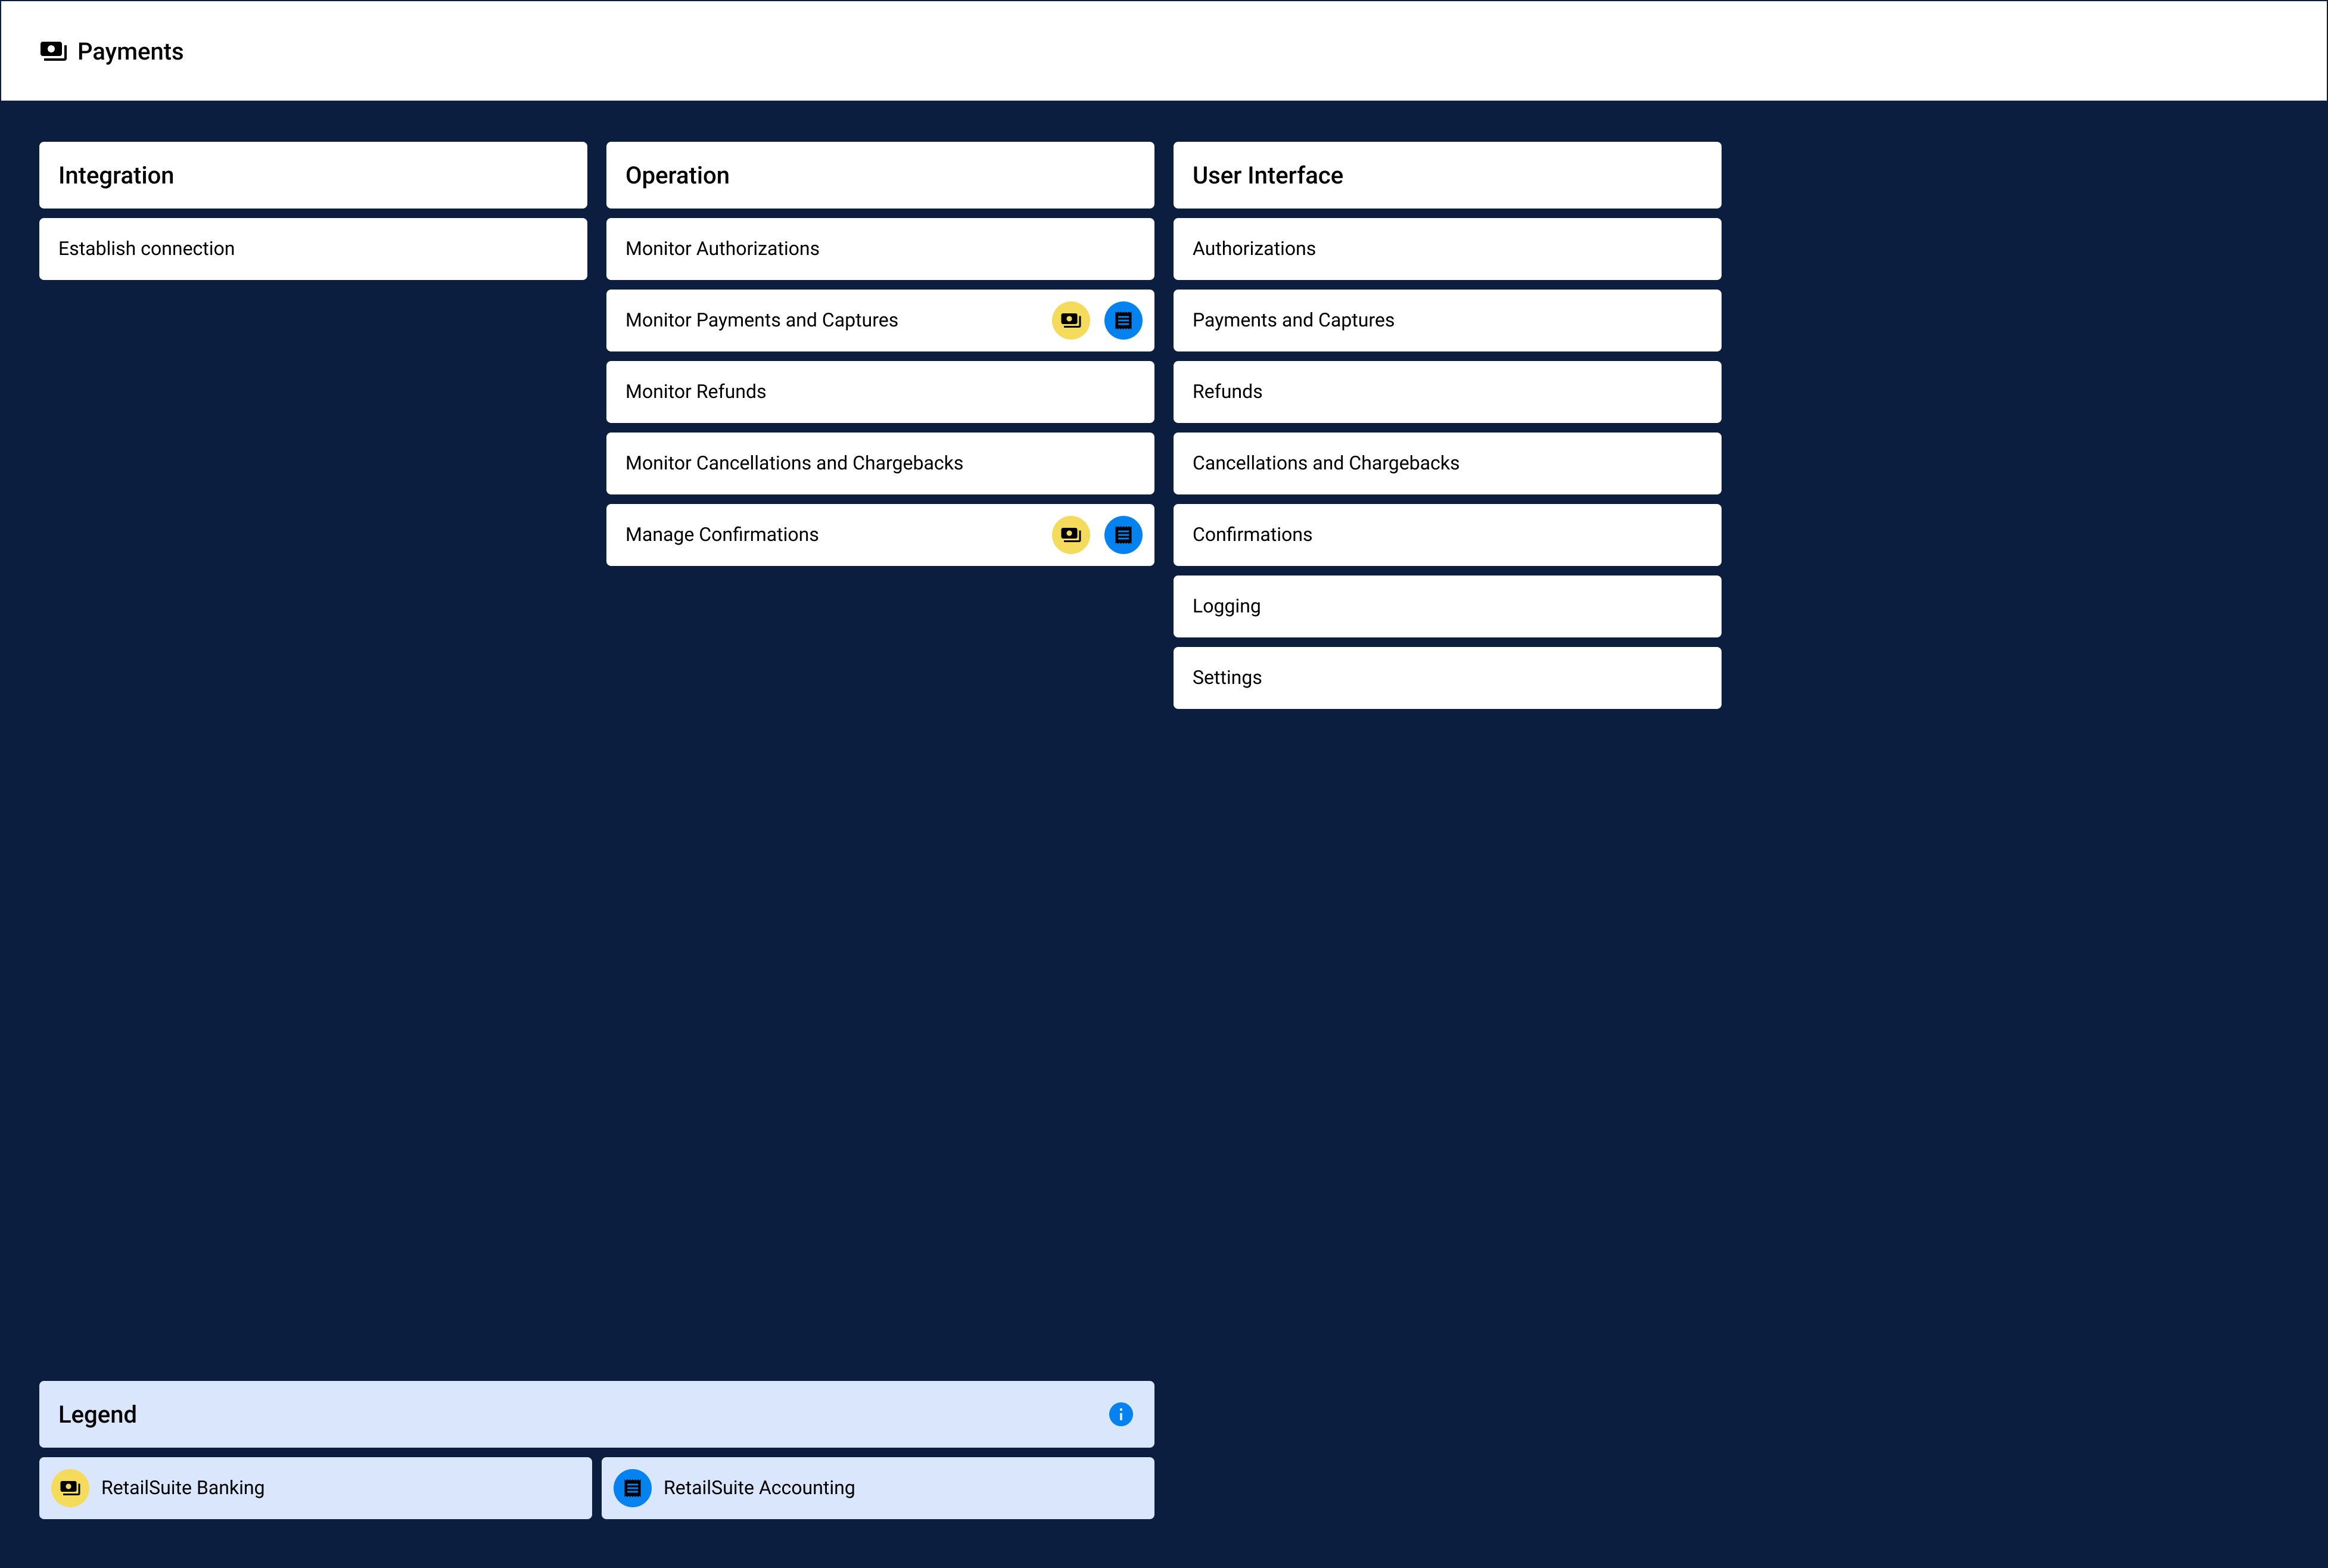 Payments
Integration
Establish connection
Operation
Monitor Authorizations
Monitor Payments and Captures
Monitor Refunds
Monitor Cancellations and Chargebacks
Manage Confirmations
User Interface
Authorizations
Payments and Captures
Refunds
Cancellations and Chargebacks
Confirmations
Logging
Settings
Legend
RetailSuite Banking
RetailSuite Accounting